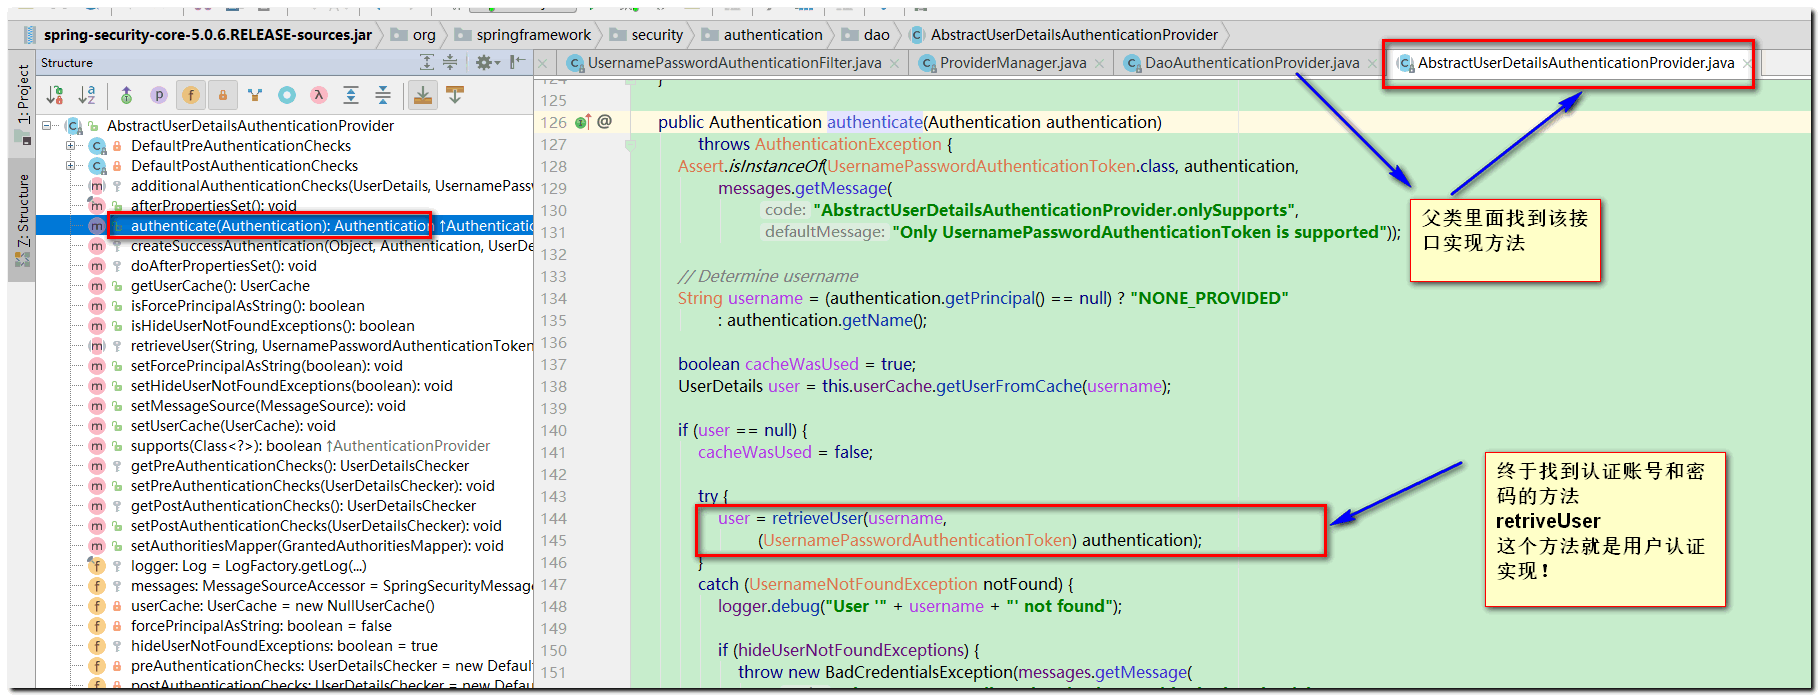 spring-security-core-5.0.6.RELEASE-sources.jar org springframework security authentication dao AbstractUserDetailsAuthenticationProvider
Structure
UsernamePasswordAuthenticationFilter.java ProviderManager.java DaoAuthenticationProvider.java AbstractUserDetailsAuthenticationProvider.java
1: Project
Z: Structure
AbstractUserDetailsAuthenticationProvider
DefaultPreAuthenticationChecks
DefaultPostAuthenticationChecks
additionalAuthenticationChecks(UserDetails, UsernamePassw
afterPropertiesSet(): void
authenticate(Authentication): Authentication ↑Authenticatio
createSuccessAuthentication(Object, Authentication, UserDe
doAfterPropertiesSet(): void
getUserCache(): UserCache
isForcePrincipalAsString(): boolean
isHideUserNotFoundExceptions(): boolean
retrieveUser(String, UsernamePasswordAuthenticationToken
setForcePrincipalAsString(boolean): void
setHideUserNotFoundExceptions(boolean): void
setMessageSource(MessageSource): void
setUserCache(UserCache): void
supports(Class<?>): boolean ↑AuthenticationProvider
getPreAuthenticationChecks(): UserDetailsChecker
setPreAuthenticationChecks(UserDetailsChecker): void
getPostAuthenticationChecks(): UserDetailsChecker
setPostAuthenticationChecks(UserDetailsChecker): void
setAuthoritiesMapper(GrantedAuthoritiesMapper): void
logger: Log = LogFactory.getLog(...)
messages: MessageSourceAccessor = SpringSecurityMessage
userCache: UserCache = new NullUserCache()
forcePrincipalAsString: boolean = false
hideUserNotFoundExceptions: boolean = true
preAuthenticationChecks: UserDetailsChecker = new Default
postAuthenticationChecks: UserDetailsChecker = new Defau
124 }
125
126 public Authentication authenticate(Authentication authentication)
127 throws AuthenticationException {
128 Assert.isInstanceOf(UsernamePasswordAuthenticationToken.class, authentication,
129 messages.getMessage(
130 code: "AbstractUserDetailsAuthenticationProvider.onlySupports",
131 defaultMessage: "Only UsernamePasswordAuthenticationToken is supported"));
132
133 // Determine username
134 String username = (authentication.getPrincipal() == null) ? "NONE_PROVIDED"
135 : authentication.getName();
136
137 boolean cacheWasUsed = true;
138 UserDetails user = this.userCache.getUserFromCache(username);
139
140 if (user == null) {
141 cacheWasUsed = false;
142
143 try {
144 user = retrieveUser(username,
145 (UsernamePasswordAuthenticationToken) authentication);
146 }
147 catch (UsernameNotFoundException notFound) {
148 logger.debug("User '" + username + "' not found");
149
150 if (hideUserNotFoundExceptions) {
151 throw new BadCredentialsException(messages.getMessage(
父类里面找到该接
口实现方法
终于找到认证账号和密
码的方法
retriveUser
这个方法就是用户认证
实现！